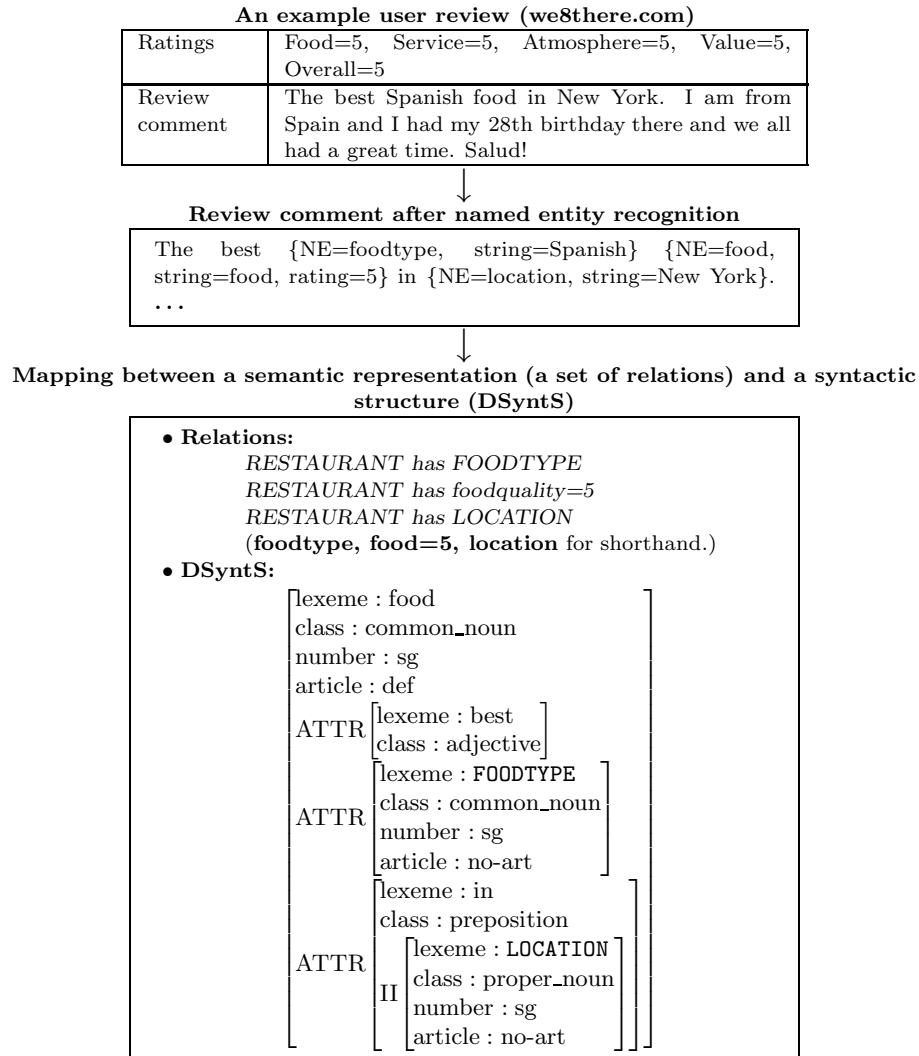 An example user review (we8there.com)
Ratings Food=5, Service=5, Atmosphere=5, Value=5,
Overall=5
Review The best Spanish food in New York. I am from
comment Spain and I had my 28th birthday there and we all
had a great time. Salud!
↓
Review comment after named entity recognition
The best {NE=foodtype, string=Spanish} {NE=food,
string=food, rating=5} in {NE=location, string=New York}.
...
↓
Mapping between a semantic representation (a set of relations) and a syntactic
structure (DSyntS)
• Relations:
RESTAURANT has FOODTYPE
RESTAURANT has foodquality=5
RESTAURANT has LOCATION
(foodtype, food=5, location for shorthand.)
• DSyntS:
lexeme : food
class : common_noun
number : sg
article : def
ATTR
lexeme : best
class : adjective
ATTR
lexeme : FOODTYPE
class : common_noun
number : sg
article : no-art
ATTR
lexeme : in
class : preposition
II
lexeme : LOCATION
class : proper_noun
number : sg
article : no-art